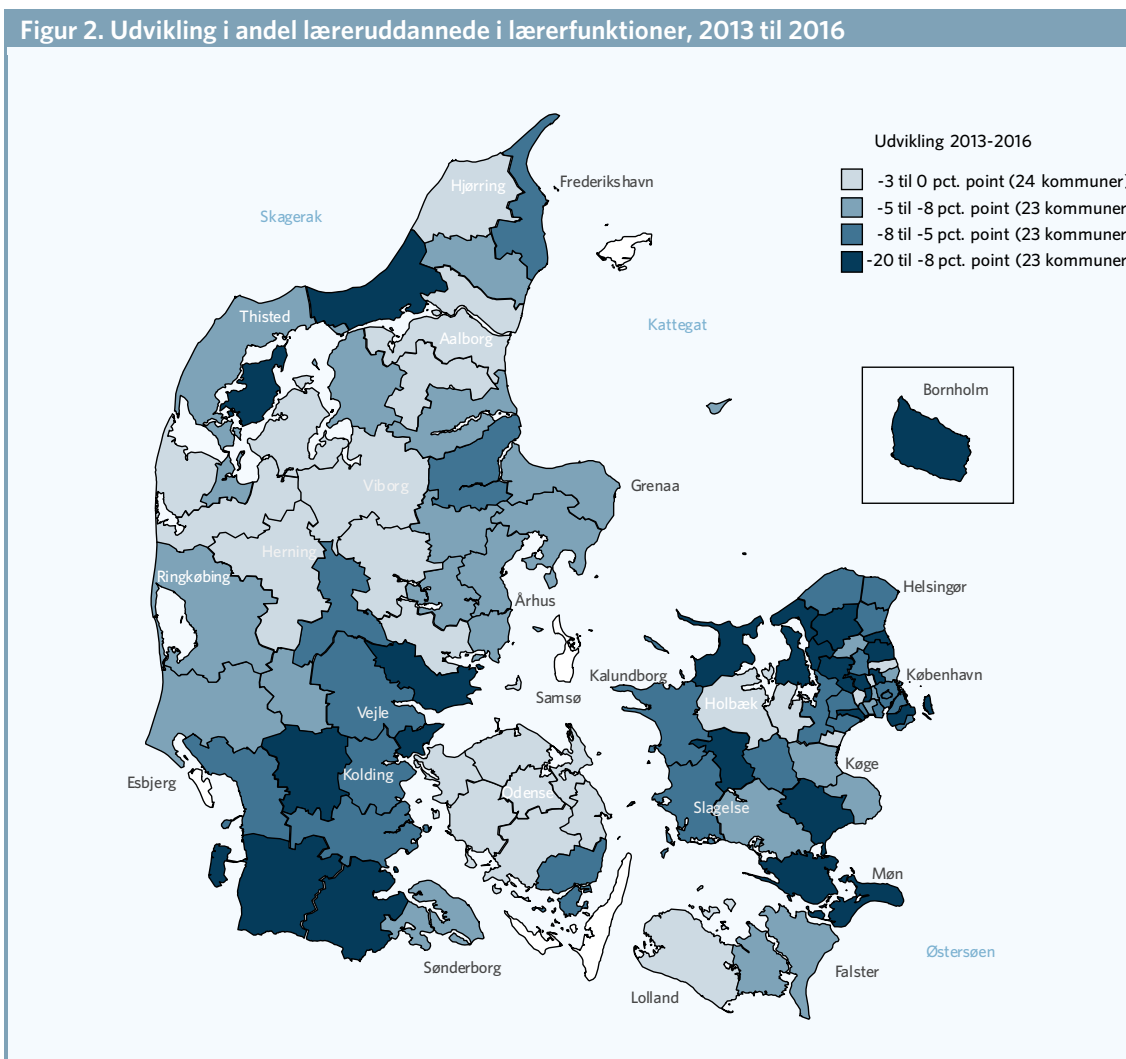 Figur 2. Udvikling i andel læreruddannede i lærerfunktioner, 2013 til 2016
Udvikling 2013-2016
-3 til 0 pct. point (24 kommuner)
-5 til -8 pct. point (23 kommuner
-8 til -5 pct. point (23 kommuner
-20 til -8 pct. point (23 kommuner
Hjørring
Frederikshavn
Skagerak
Thisted
Kattegat
Aalborg
Bornholm
Viborg
Grenaa
Herning
Ringkøbing
Helsingør
Århus
Kalundborg
København
Samsø
Holbæk
Vejle
Køge
Esbjerg
Kolding
Odense
Slagelse
Møn
Østersøen
Sønderborg
Falster
Lolland